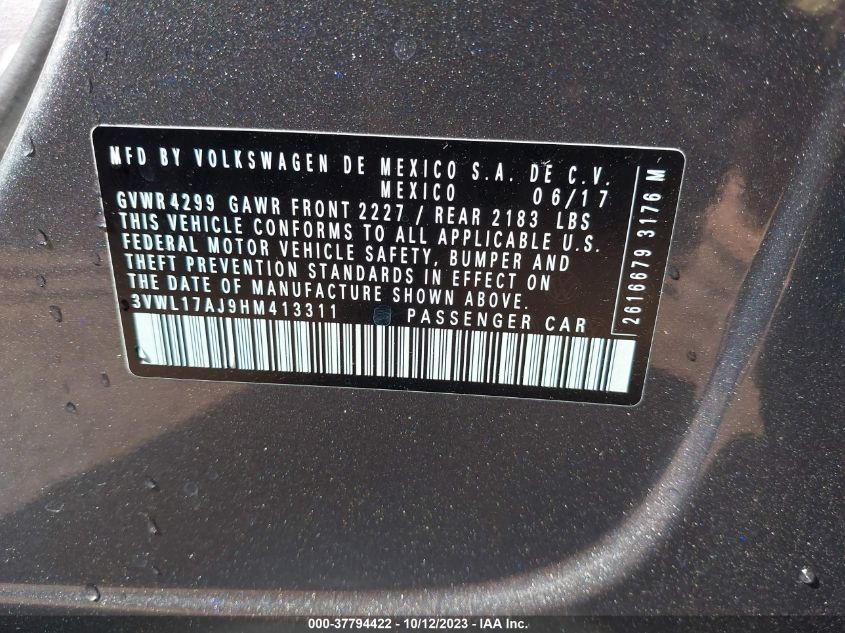 MFD BY VOLKSWAGEN DE MEXICO S.A. DE C.V.
MEXICO 06/17
GVWR 4299 GAWR FRONT 2227 / REAR 2183 LBS
THIS VEHICLE CONFORMS TO ALL APPLICABLE U.S.
FEDERAL MOTOR VEHICLE SAFETY, BUMPER AND
THEFT PREVENTION STANDARDS IN EFFECT ON
THE DATE OF MANUFACTURE SHOWN ABOVE.
3VWL17AJ9HM413311 PASSENGER CAR
2616679 3176 M
000-37794422 - 10/12/2023 - IAA Inc.